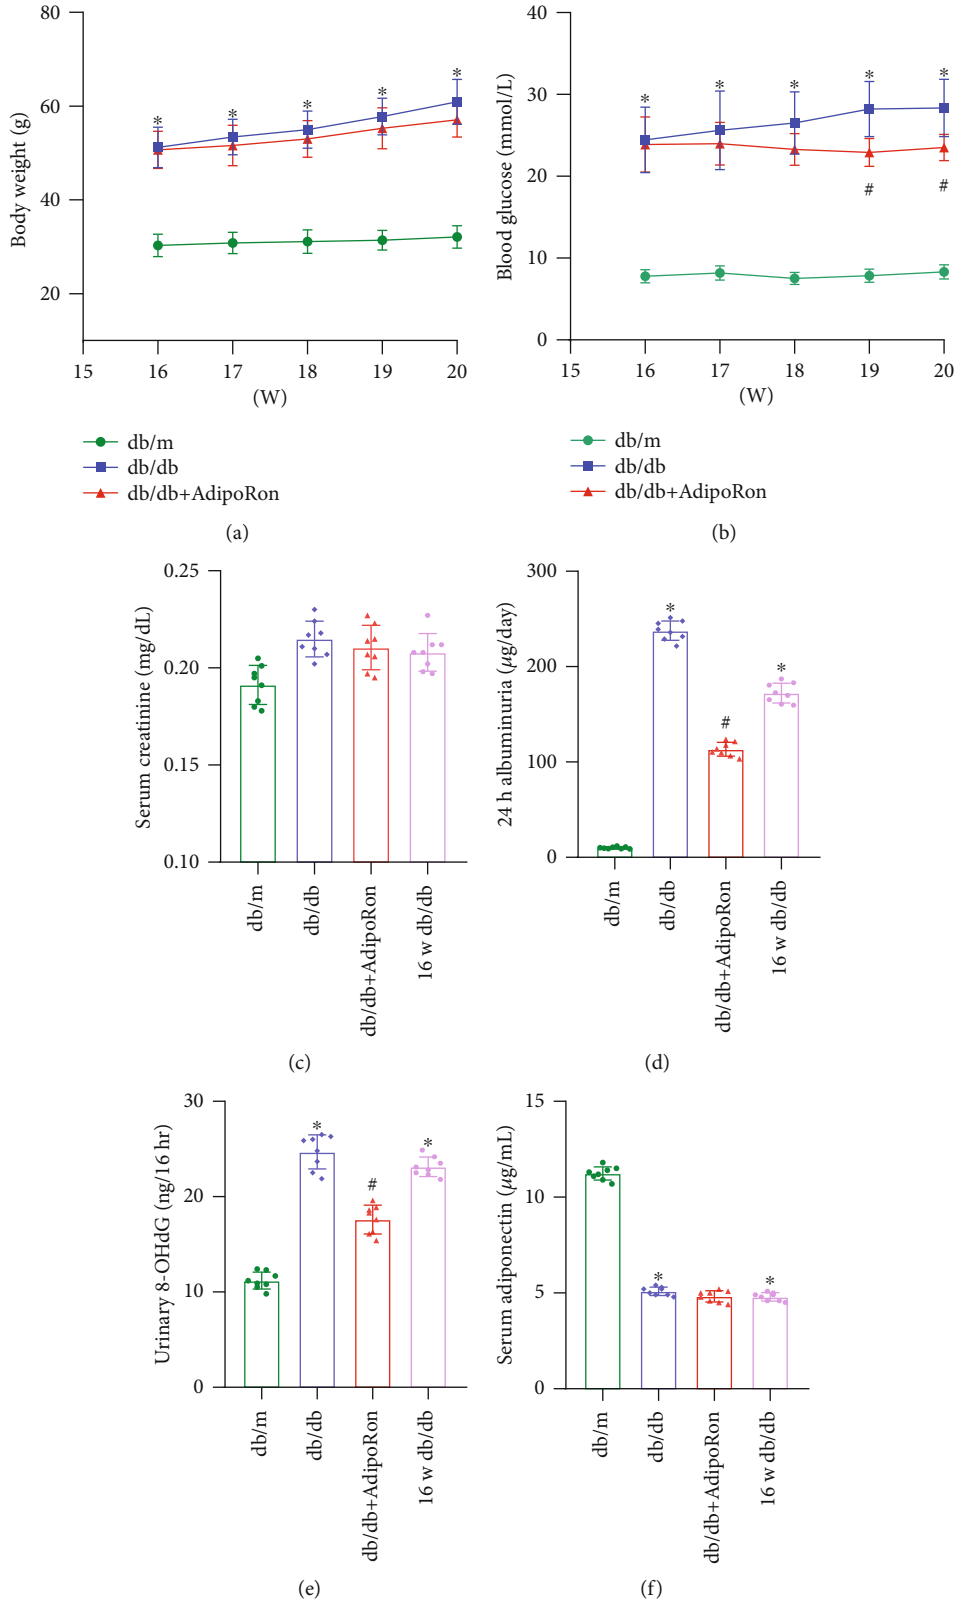 Body weight (g)
80
60
40
20
15 16 17 18 19 20
(W)
* * * * *
db/m
db/db
db/db+AdipoRon
(a)
Blood glucose (mmol/L)
40
30
20
10
0
15 16 17 18 19 20
(W)
* * * * *
# #
db/m
db/db
db/db+AdipoRon
(b)
Serum creatinine (mg/dL)
0.25
0.20
0.15
0.10
db/m
db/db
db/db+AdipoRon
16 w db/db
(c)
24 h albuminuria (μg/day)
300
200
100
0
*
#
*
db/m
db/db
db/db+AdipoRon
16 w db/db
(d)
Urinary 8-OHdG (ng/16 hr)
30
20
10
0
*
#
*
db/m
db/db
db/db+AdipoRon
16 w db/db
(e)
Serum adiponectin (μg/mL)
15
10
5
0
*
*
db/m
db/db
db/db+AdipoRon
16 w db/db
(f)